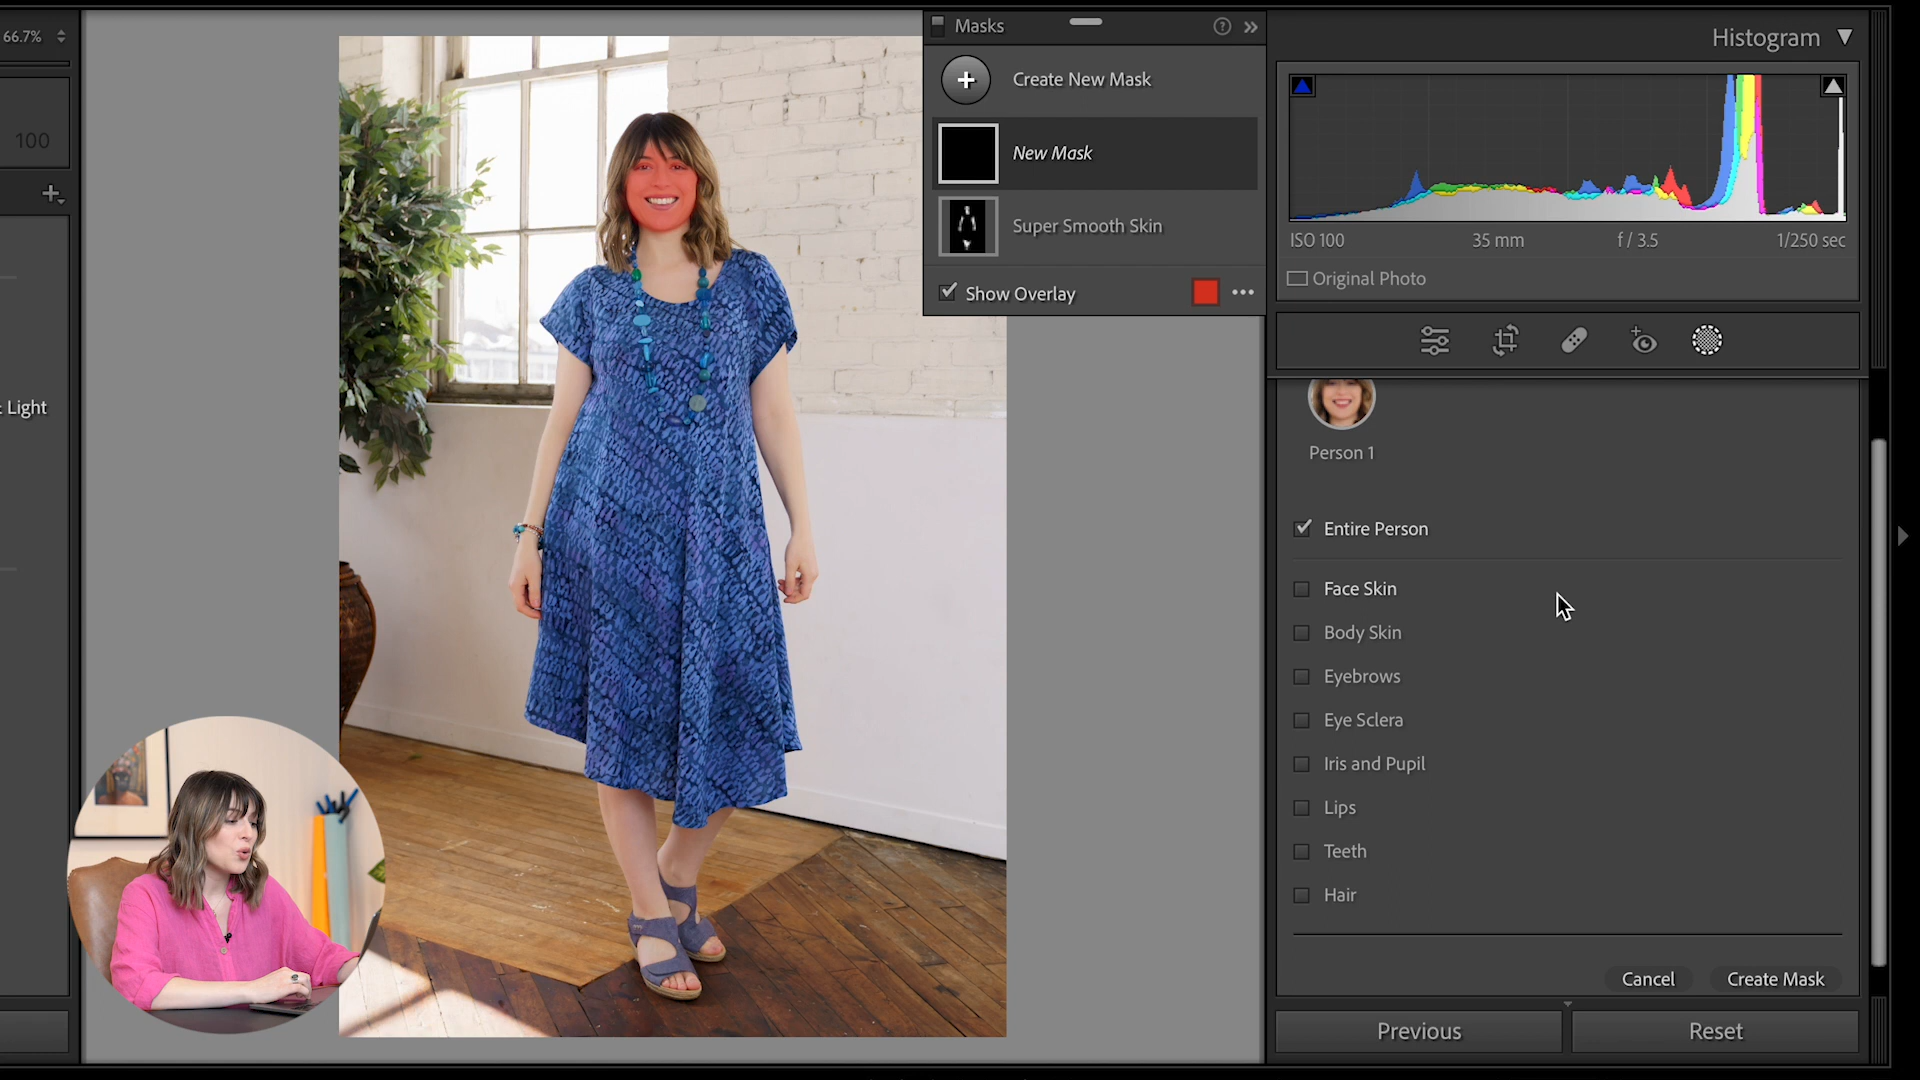 66.7%
100
: Light
Masks
Create New Mask
New Mask
Super Smooth Skin
Show Overlay
Histogram
ISO 100
35 mm
f / 3.5
1/250 sec
Original Photo
Person 1
Entire Person
Face Skin
Body Skin
Eyebrows
Eye Sclera
Iris and Pupil
Lips
Teeth
Hair
Cancel
Create Mask
Previous
Reset